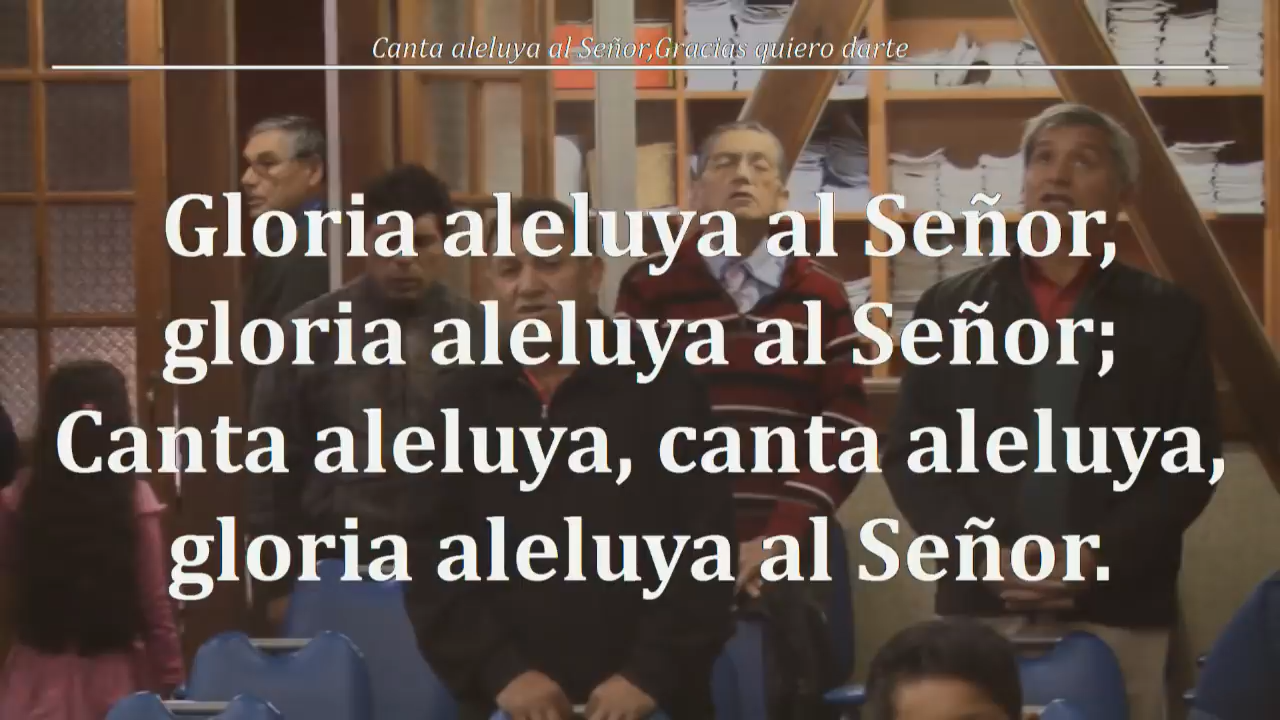 Canta aleluya al Señor,Gracias quiero darte
Gloria aleluya al Señor,
gloria aleluya al Señor;
Canta aleluya, canta aleluya,
gloria aleluya al Señor.